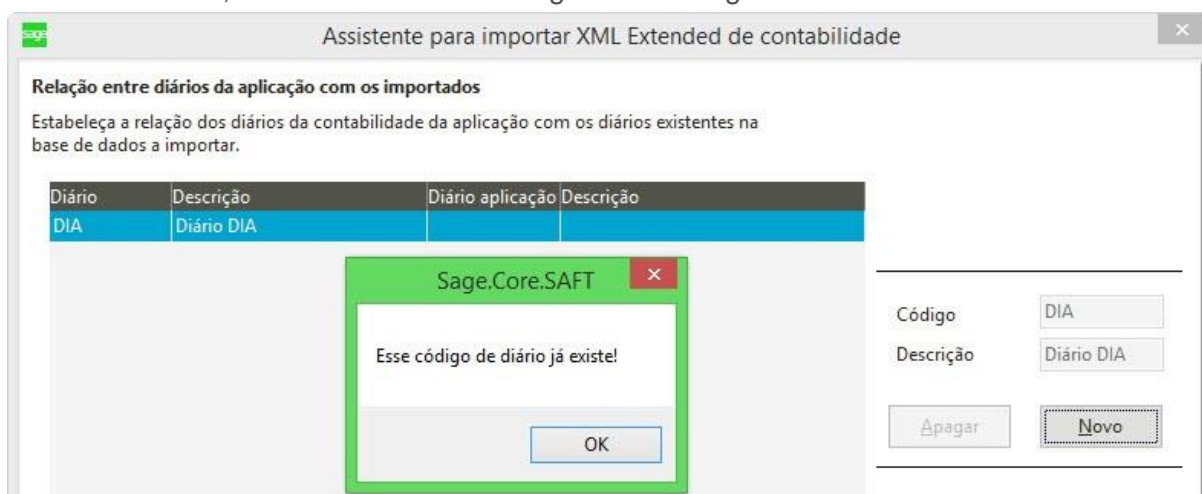 sage
Assistente para importar XML Extended de contabilidade
Relação entre diários da aplicação com os importados
Estabeleça a relação dos diários da contabilidade da aplicação com os diários existentes na
base de dados a importar.
Diário Descrição Diário aplicação Descrição
DIA Diário DIA
Sage.Core.SAFT
Esse código de diário já existe!
OK
Código DIA
Descrição Diário DIA
Apagar Novo